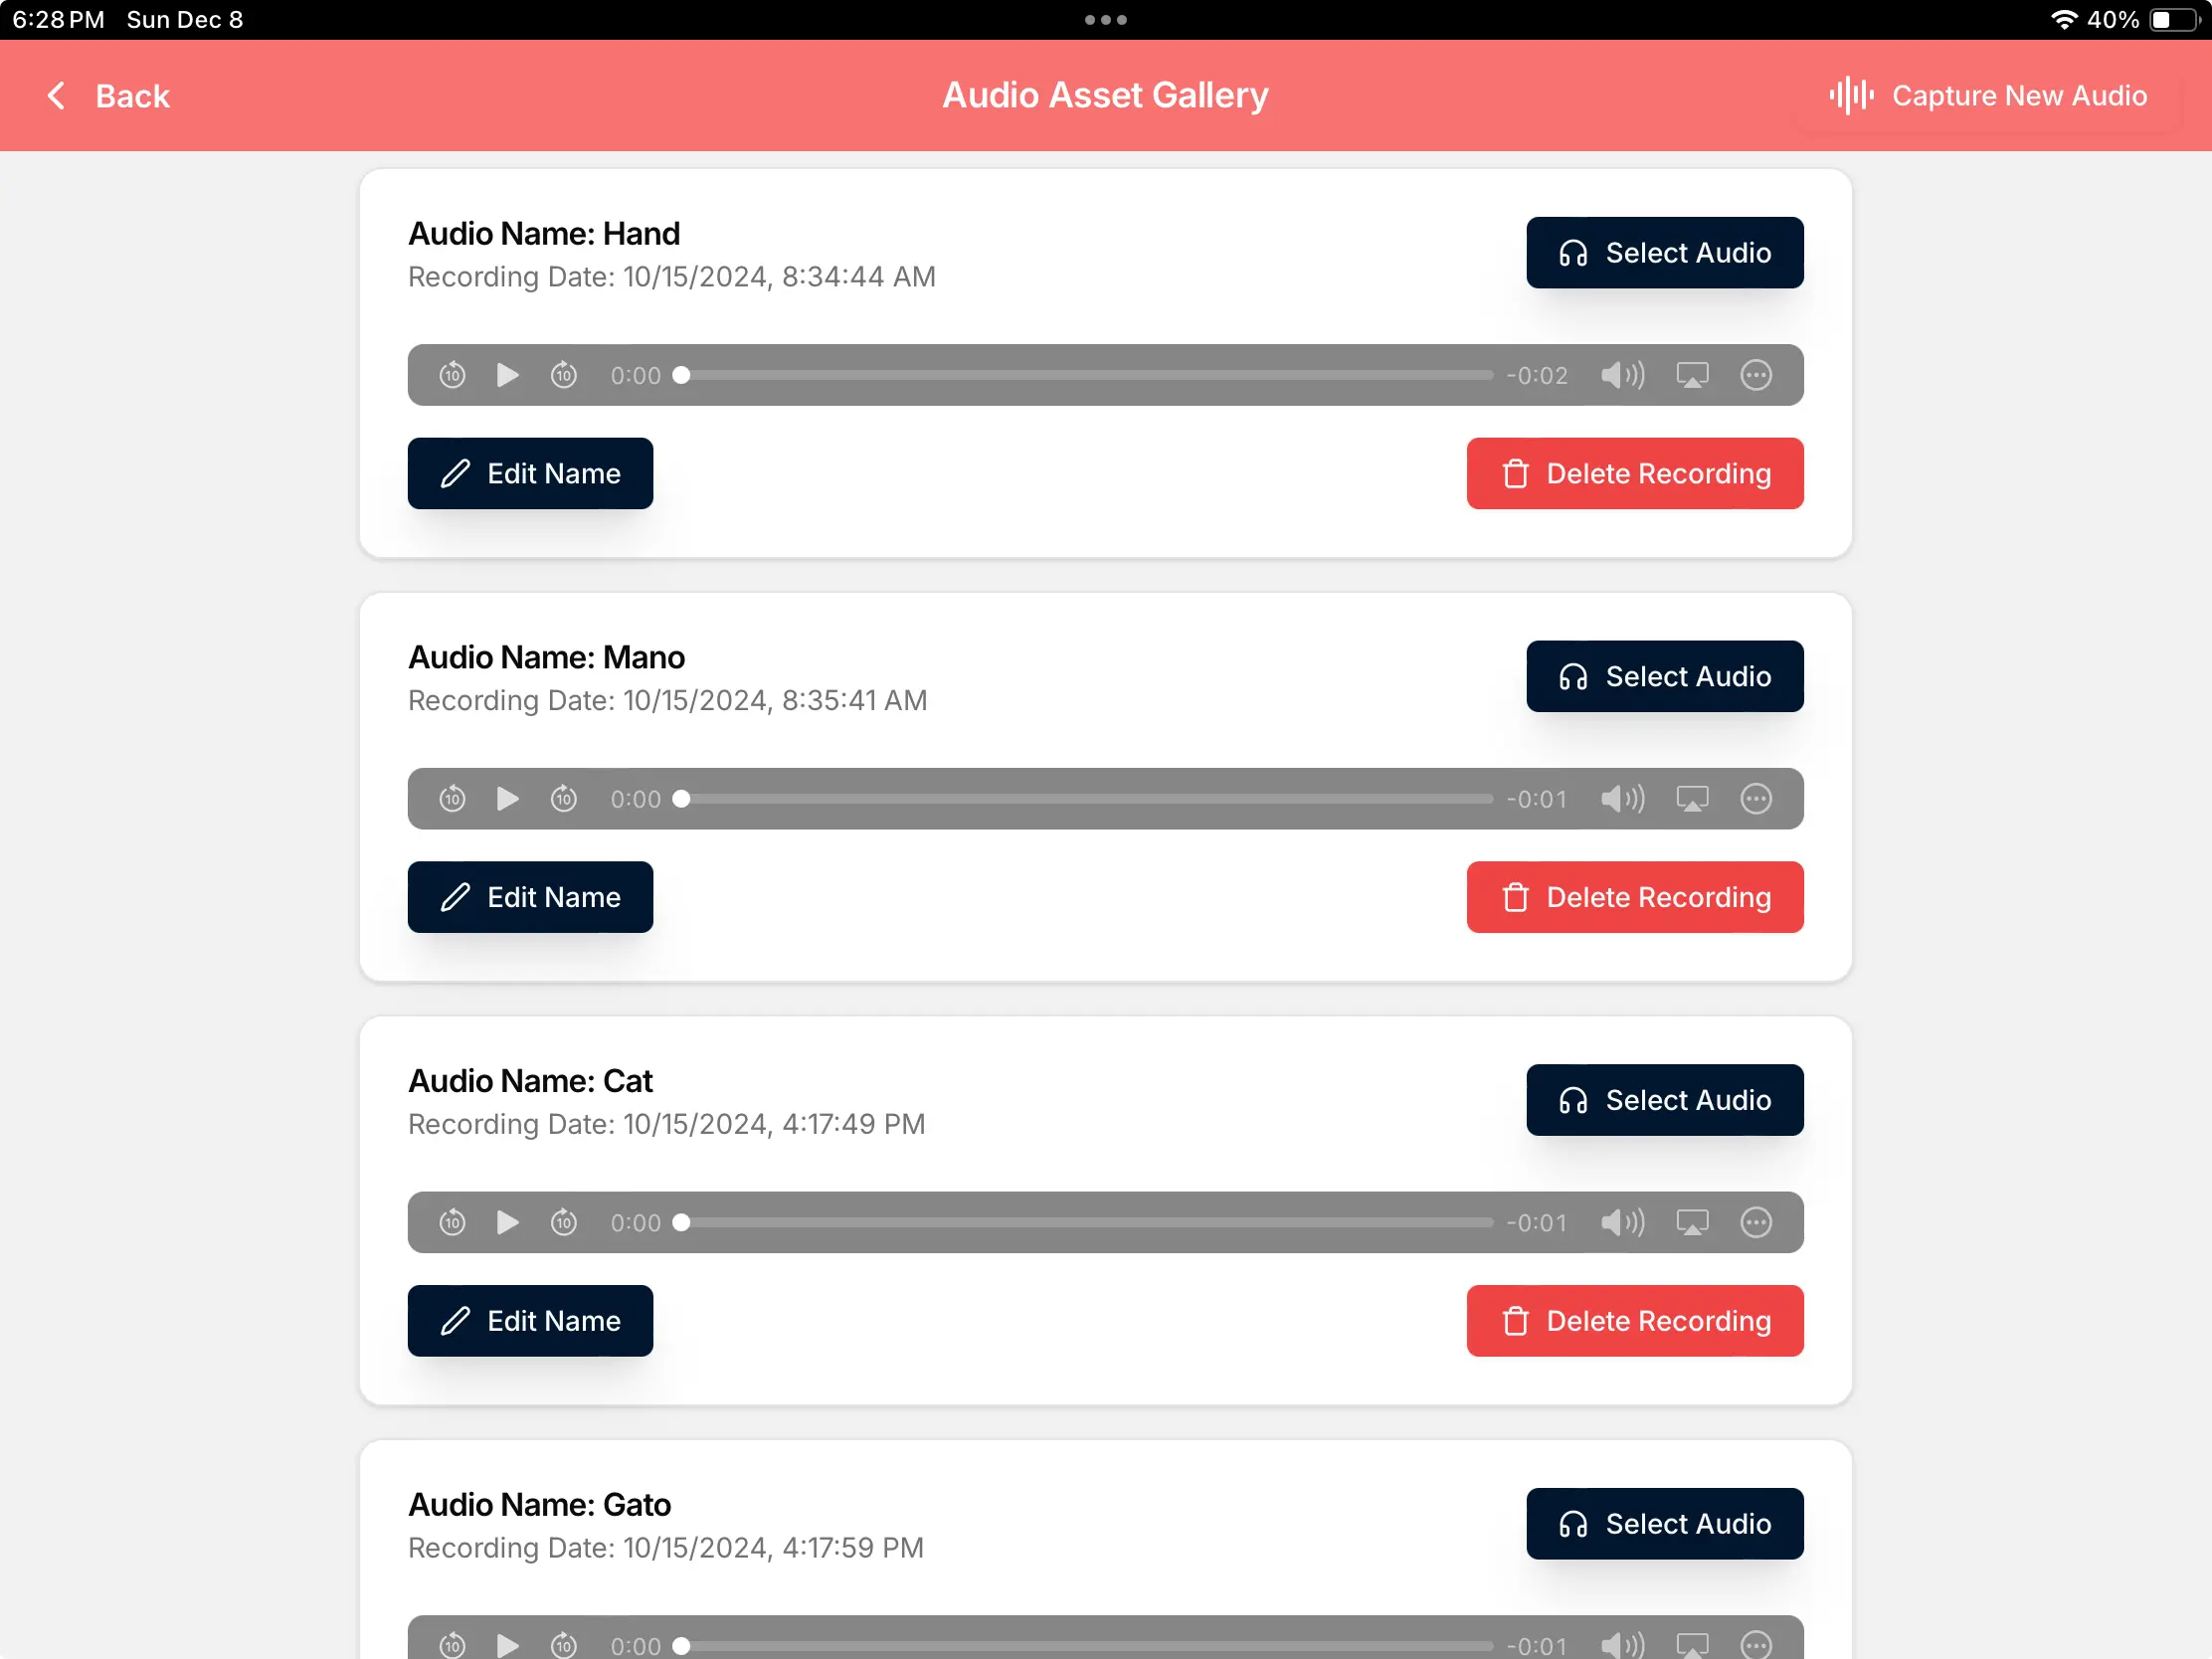 6:28 PM Sun Dec 8 40%
Back Audio Asset Gallery Capture New Audio
Audio Name: Hand
Recording Date: 10/15/2024, 8:34:44 AM
Select Audio
10 10 0:00 -0:02
Edit Name Delete Recording
Audio Name: Mano
Recording Date: 10/15/2024, 8:35:41 AM
Select Audio
10 10 0:00 -0:01
Edit Name Delete Recording
Audio Name: Cat
Recording Date: 10/15/2024, 4:17:49 PM
Select Audio
10 10 0:00 -0:01
Edit Name Delete Recording
Audio Name: Gato
Recording Date: 10/15/2024, 4:17:59 PM
Select Audio
10 10 0:00 -0:01